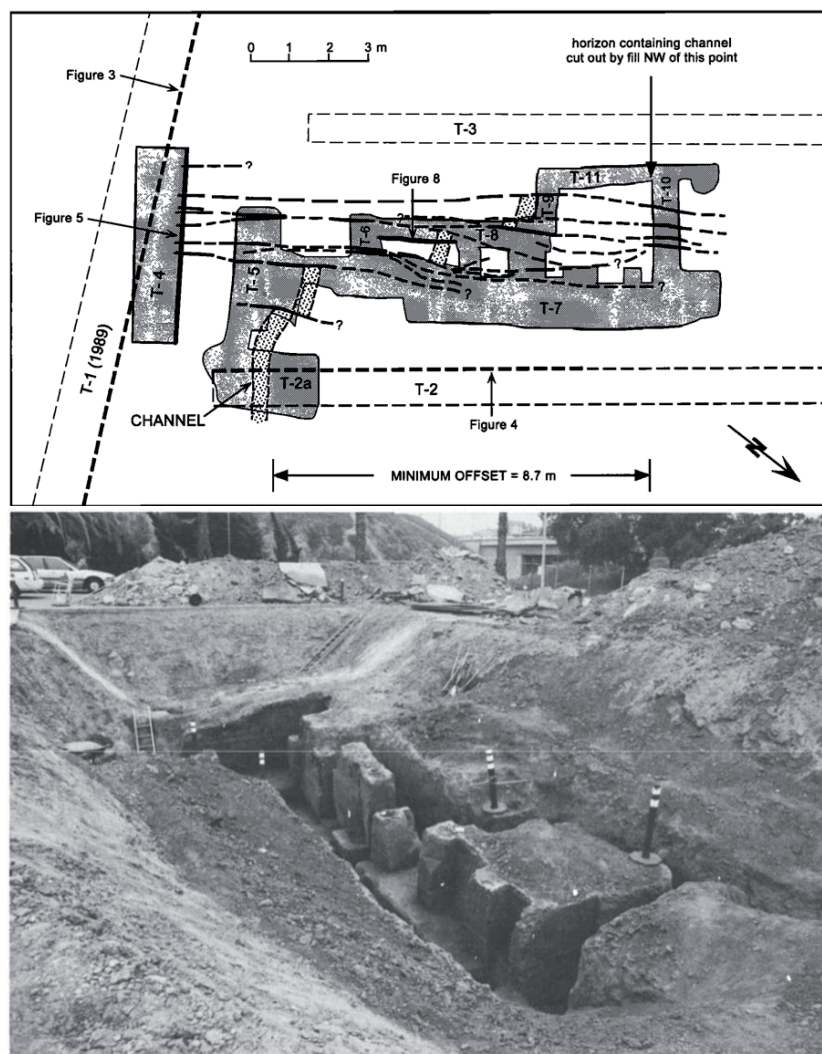 0 1 2 3 m
horizon containing channel
cut out by fill NW of this point
Figure 3
T-3
T-11
T-10
Figure 8
T-9
?
Figure 5
?
T-6
T-8
?
T-4
T-5
?
T-7
?
?
T-1 (1989)
T-2a
T-2
CHANNEL
Figure 4
N
MINIMUM OFFSET = 8.7 m